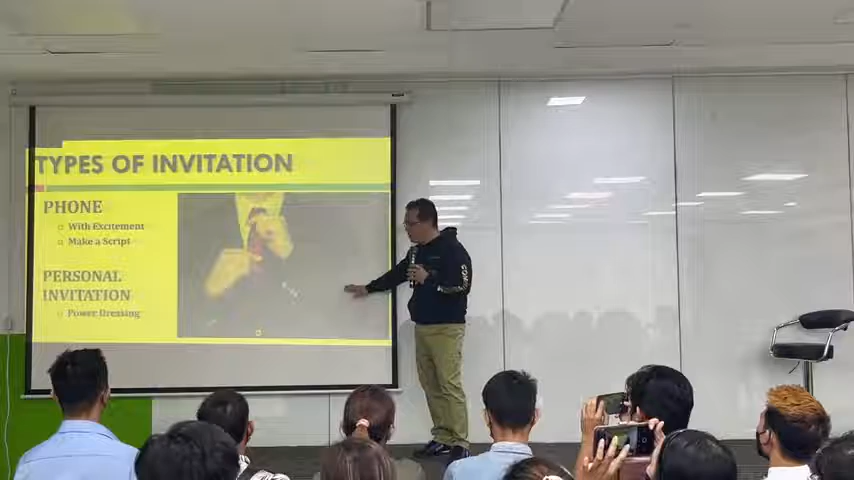 TYPES OF INVITATION
PHONE
With Excitement
Make a Script
PERSONAL
INVITATION
Power Dressing